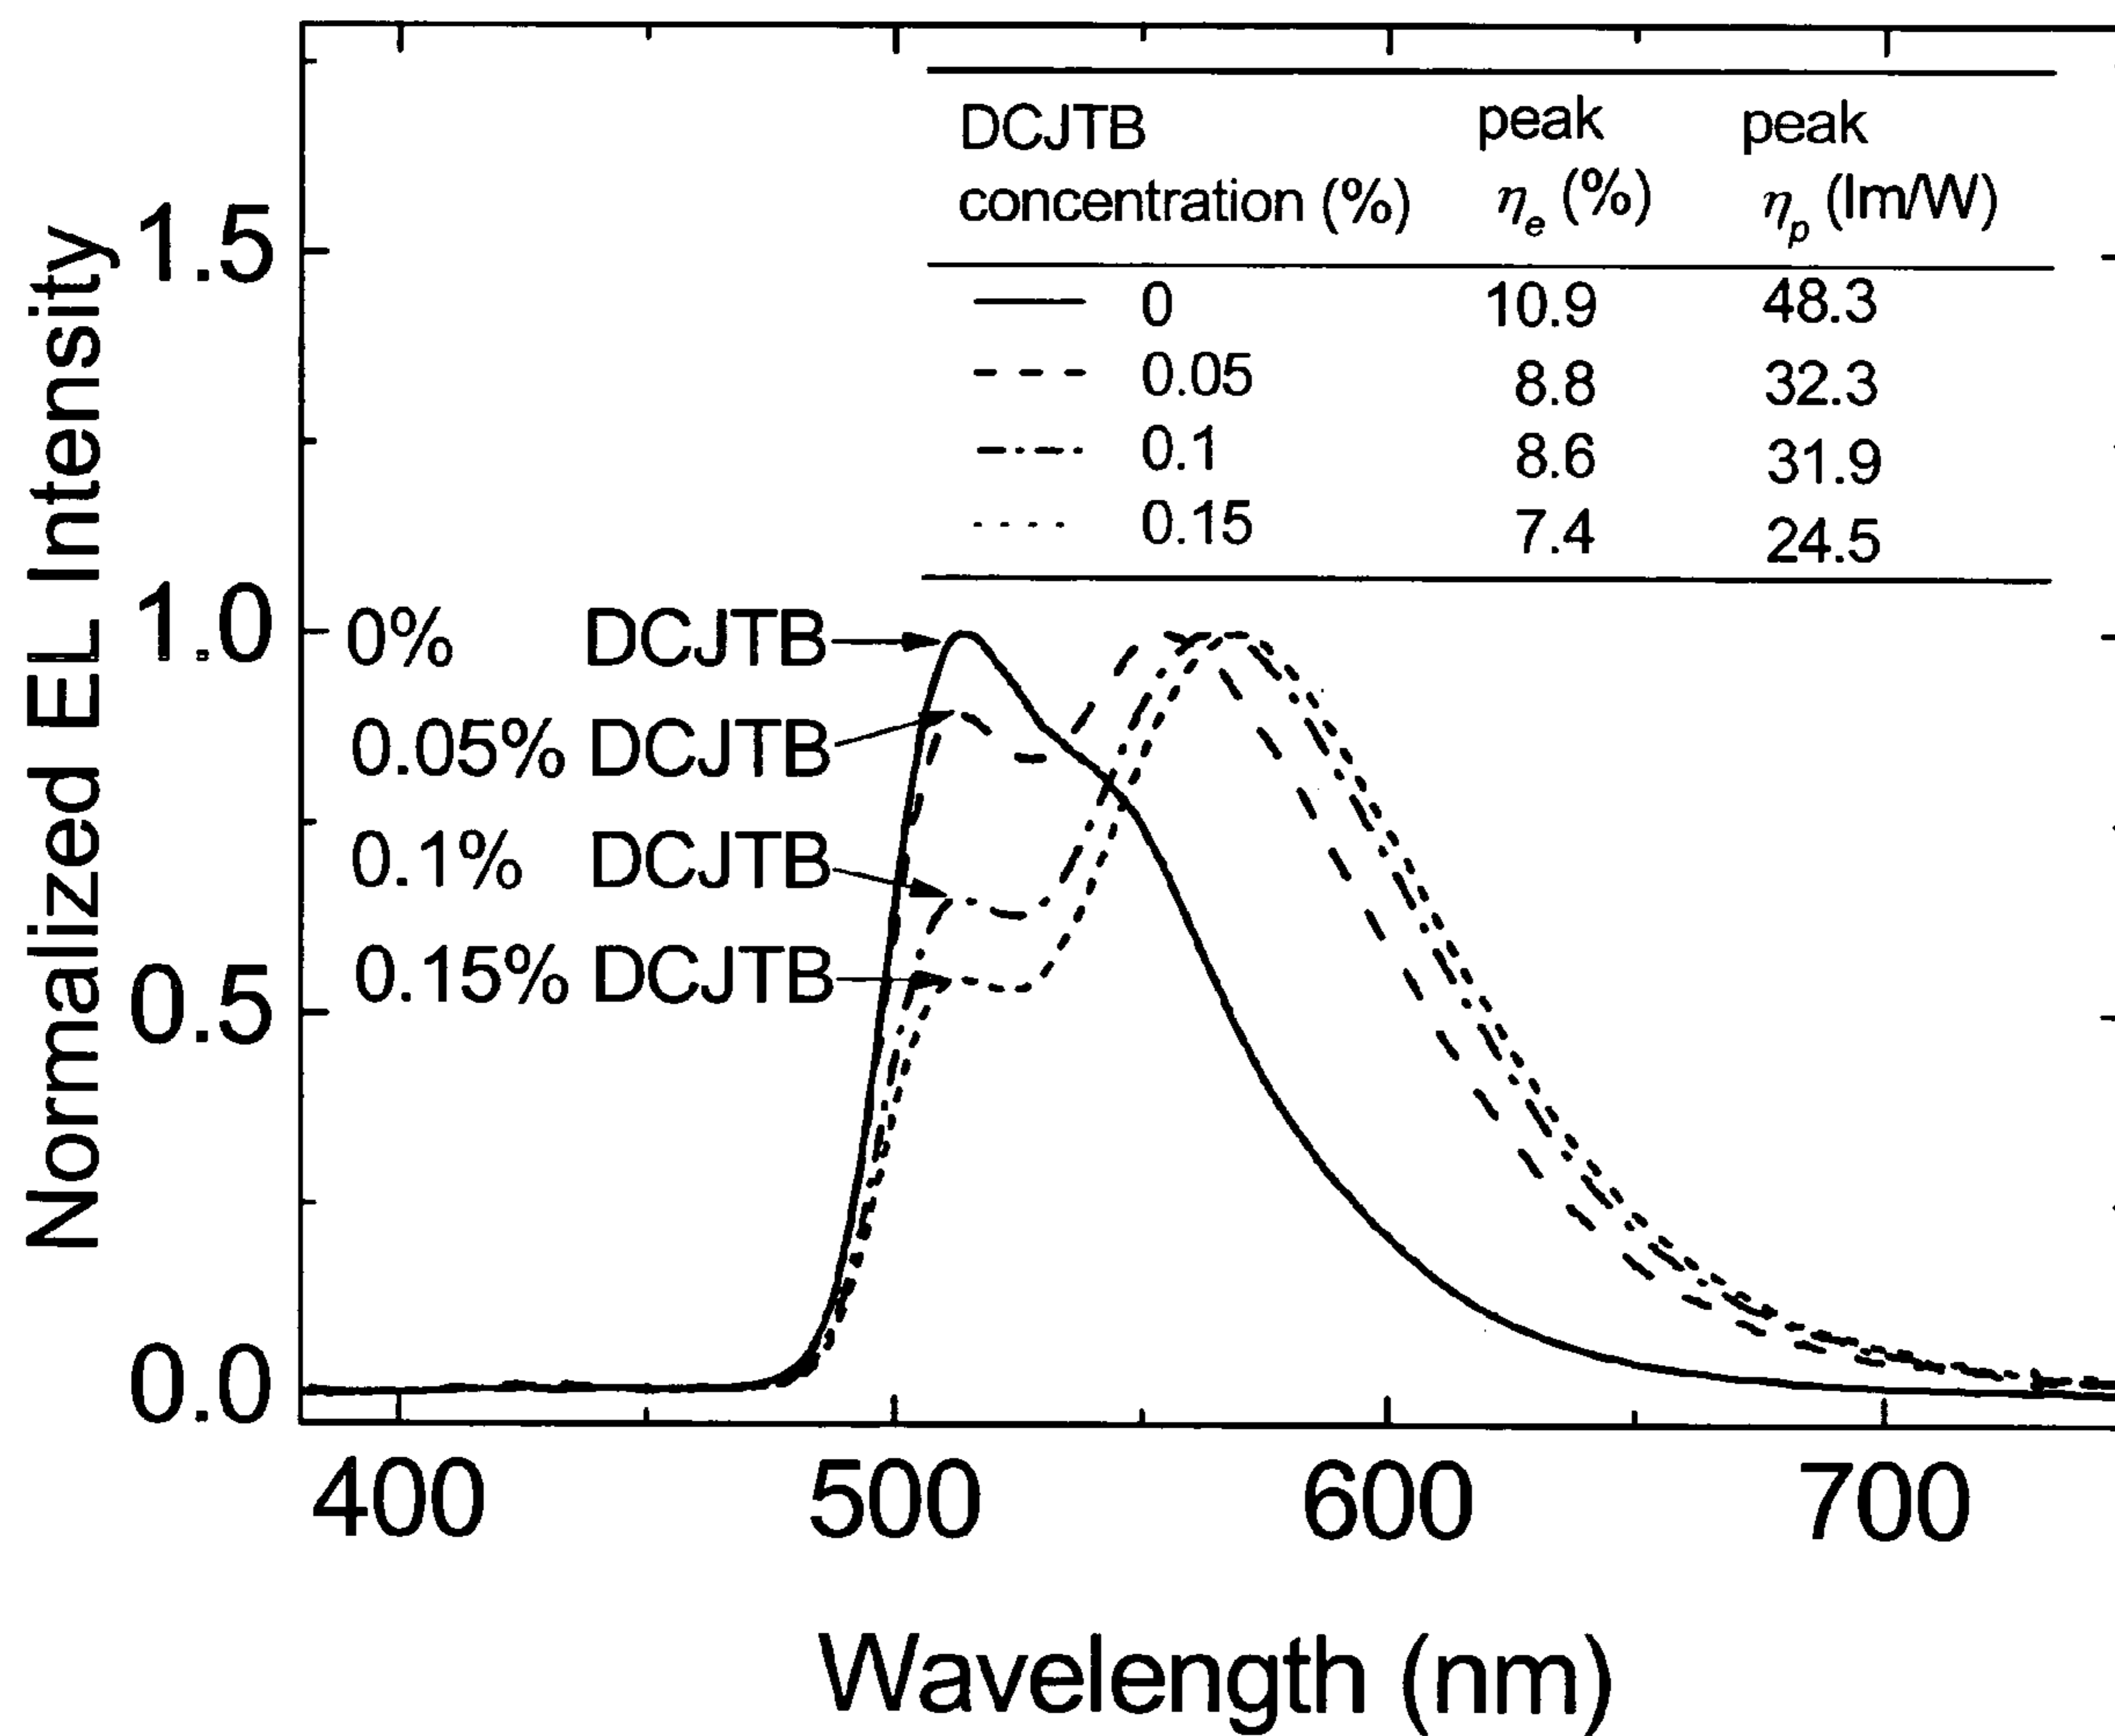 DCJTB peak peak
concentration (%) ηe (%) ηp (lm/W)
0 10.9 48.3
0.05 8.8 32.3
0.1 8.6 31.9
0.15 7.4 24.5
Normalized EL Intensity
1.5
1.0
0.5
0.0
0% DCJTB
0.05% DCJTB
0.1% DCJTB
0.15% DCJTB
400 500 600 700
Wavelength (nm)